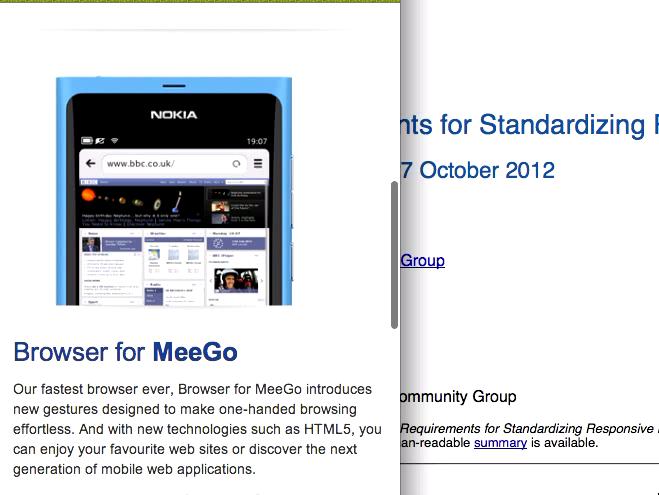 NOKIA
19:07
www.bbc.co.uk/
Browser for MeeGo
Our fastest browser ever, Browser for MeeGo introduces
new gestures designed to make one-handed browsing
effortless. And with new technologies such as HTML5, you
can enjoy your favourite web sites or discover the next
generation of mobile web applications.
nts for Standardizing
7 October 2012
Group
ommunity Group
Requirements for Standardizing Responsive
an-readable summary is available.